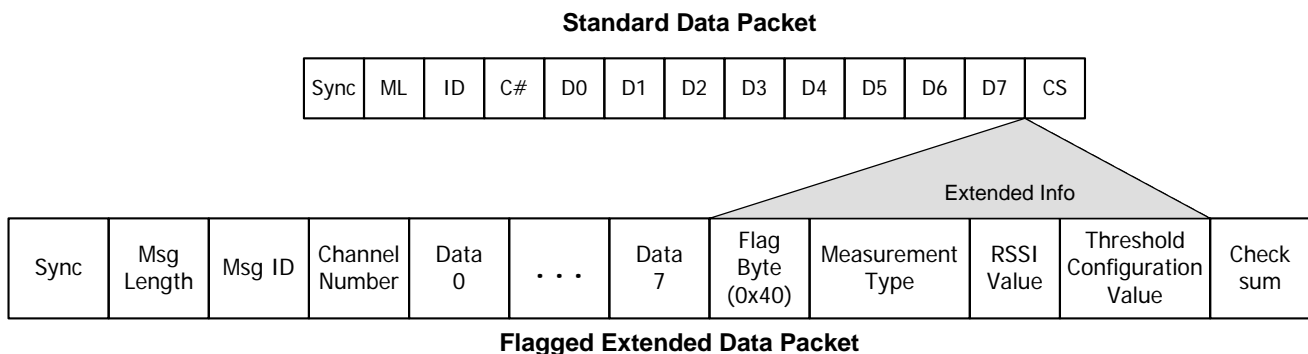 Standard Data Packet
Sync ML ID C# D0 D1 D2 D3 D4 D5 D6 D7 CS
Extended Info
Sync
Msg
Length
Msg ID
Channel
Number
Data
0
...
Data
7
Flag
Byte
(0x40)
Measurement
Type
RSSI
Value
Threshold
Configuration
Value
Check
sum
Flagged Extended Data Packet